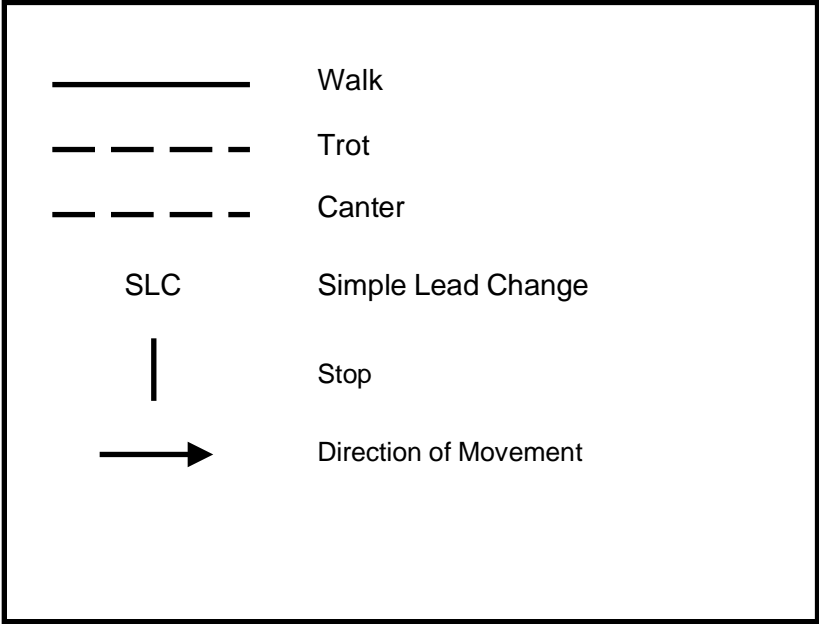 Walk
Trot
Canter
SLC Simple Lead Change
Stop
Direction of Movement